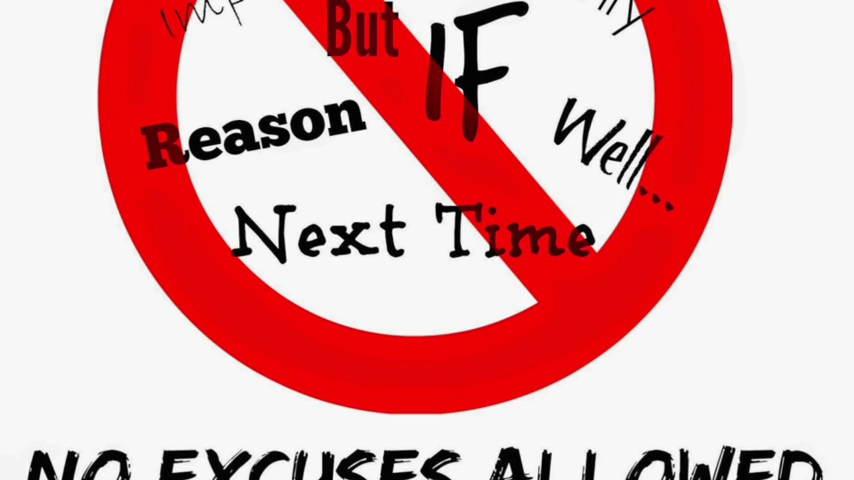 But
IF
Reason
Well...
Next Time
NO EXCUSES ALLOWED